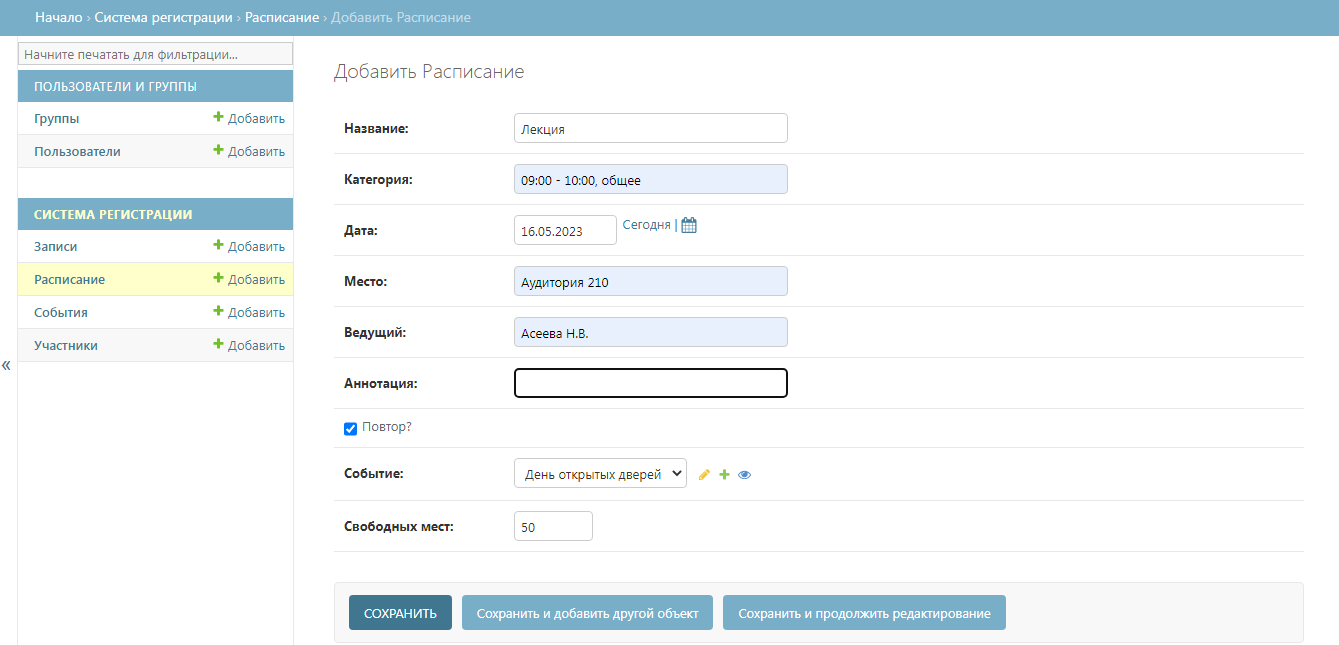 Начало › Система регистрации › Расписание › Добавить Расписание
Начните печатать для фильтрации...
ПОЛЬЗОВАТЕЛИ И ГРУППЫ
Группы + Добавить
Пользователи + Добавить
СИСТЕМА РЕГИСТРАЦИИ
Записи + Добавить
Расписание + Добавить
События + Добавить
Участники + Добавить
«
Добавить Расписание
Название: Лекция
Категория: 09:00 - 10:00, общее
Дата: 16.05.2023 Сегодня |
Место: Аудитория 210
Ведущий: Асеева Н.В.
Аннотация:
Повтор?
Событие: День открытых дверей
Свободных мест: 50
СОХРАНИТЬ Сохранить и добавить другой объект Сохранить и продолжить редактирование